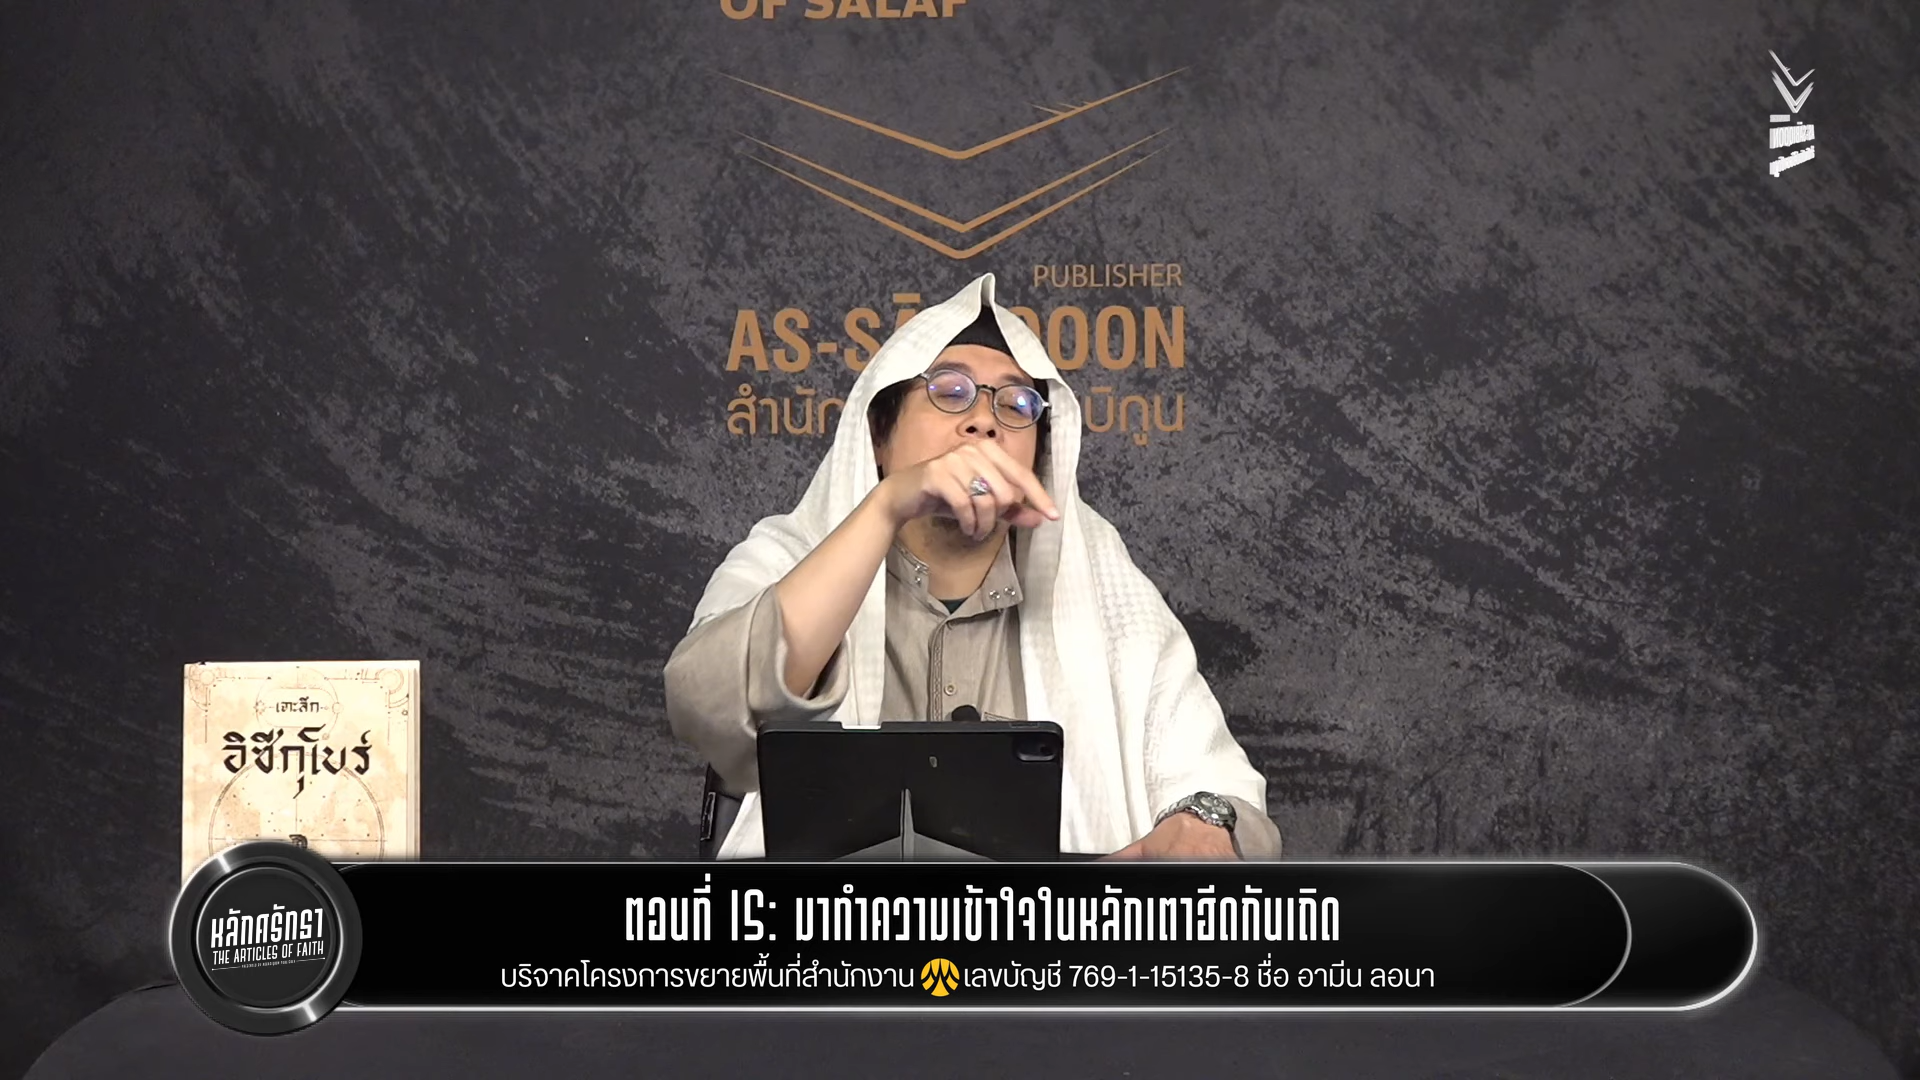 OF SALAF
PUBLISHER
AS-SĀ
OON
สำนัก
บิกูน
เตาะลีก
อิซีกุโบร์
หลักศรัทธา
THE ARTICLES OF FAITH
ตอนที่ 15: มาทำความเข้าใจในหลักเตาฮีดกันเถิด
บริจาคโครงการขยายพื้นที่สำนักงาน เลขบัญชี 769-1-15135-8 ชื่อ อามีน ลอนา